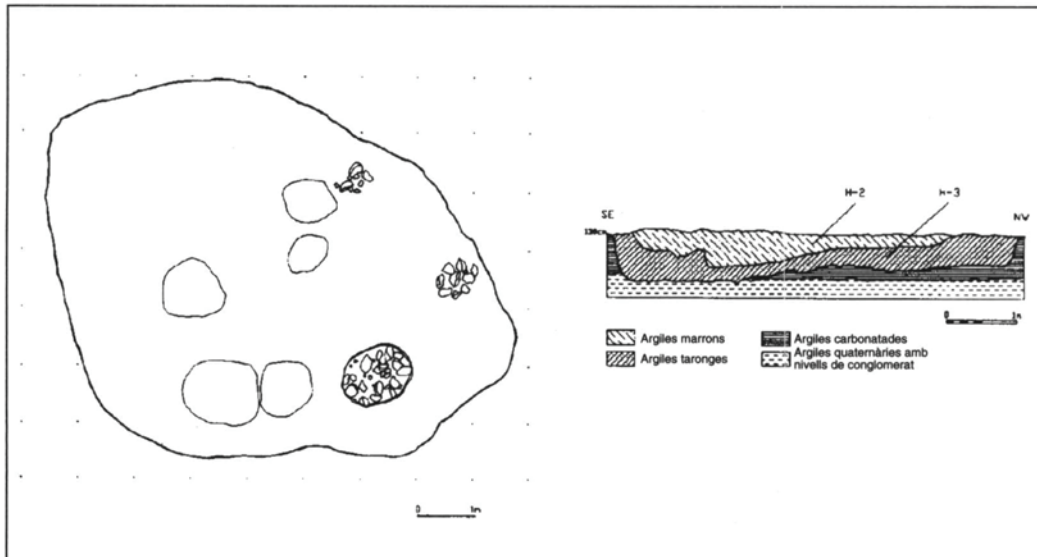 H-2
H-3
SE
NW
130cm
0 1m
Argiles marrons
Argiles carbonatades
Argiles taronges
Argiles quaternàries amb
nivells de conglomerat
0 1m